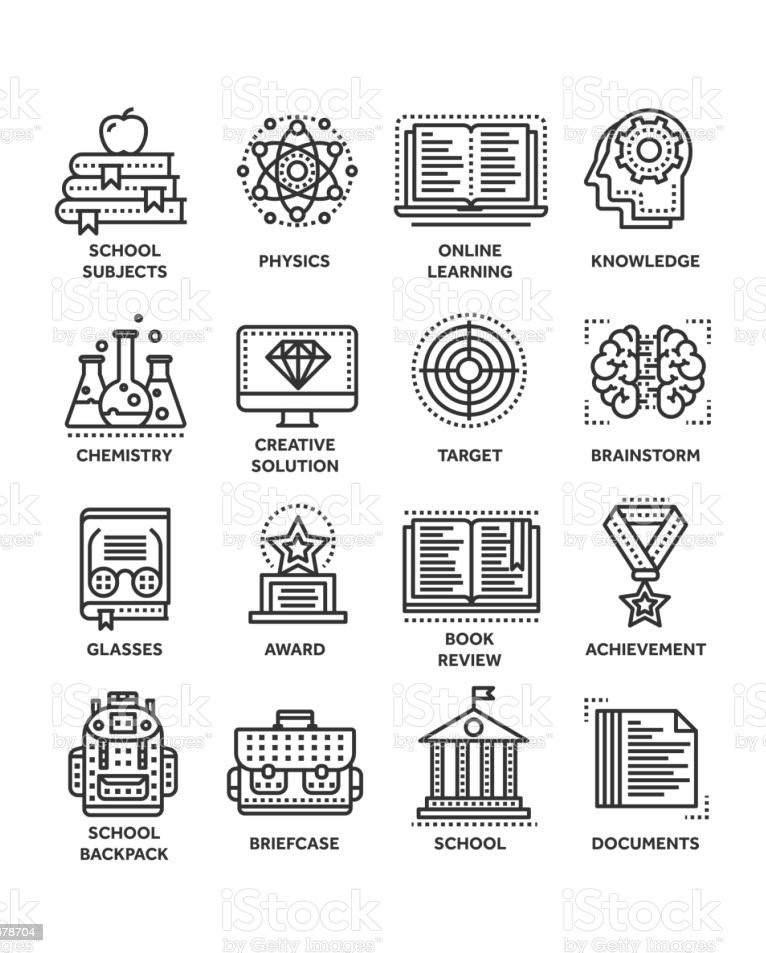 SCHOOL
SUBJECTS
PHYSICS
ONLINE
LEARNING
KNOWLEDGE
CHEMISTRY
CREATIVE
SOLUTION
TARGET
BRAINSTORM
GLASSES
AWARD
BOOK
REVIEW
ACHIEVEMENT
SCHOOL
BACKPACK
BRIEFCASE
SCHOOL
DOCUMENTS
iStock
by Getty Images™